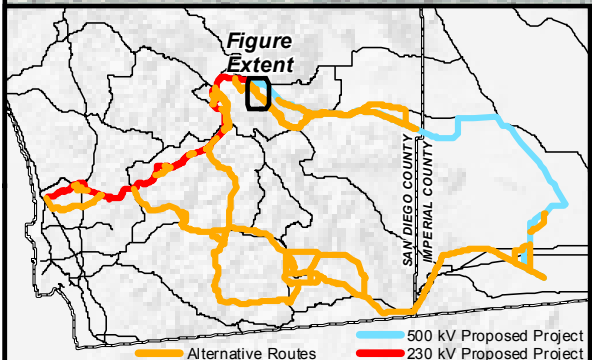 Figure
Extent
SAN DIEGO COUNTY
IMPERIAL COUNTY
500 kV Proposed Project
Alternative Routes
230 kV Proposed Project